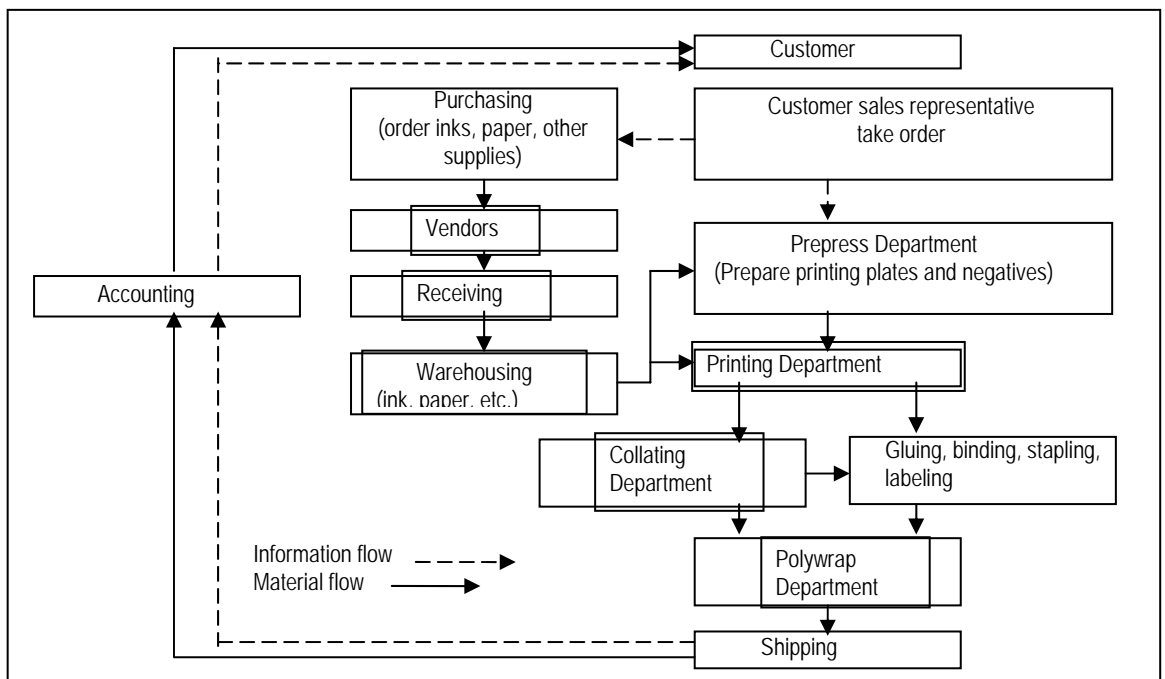 Customer
Purchasing
(order inks, paper, other
supplies)
Customer sales representative
take order
Vendors
Prepress Department
(Prepare printing plates and negatives)
Accounting
Receiving
Warehousing
(ink, paper, etc.)
Printing Department
Collating
Department
Gluing, binding, stapling,
labeling
Information flow
Material flow
Polywrap
Department
Shipping